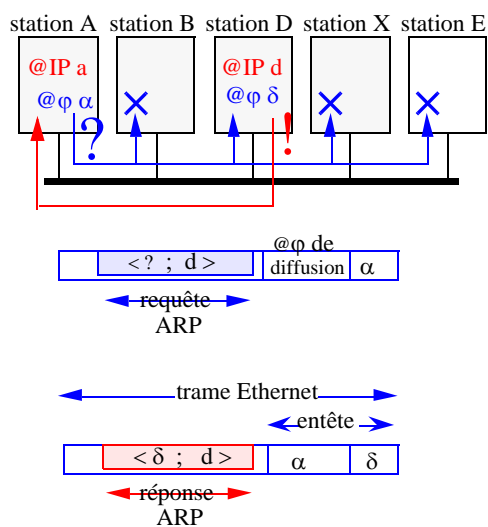 station A station B station D station X station E
@IP a @IP d
@φ α @φ δ
? !
@φ de
< ? ; d > diffusion α
requête
ARP
trame Ethernet
entête
< δ ; d > α δ
réponse
ARP